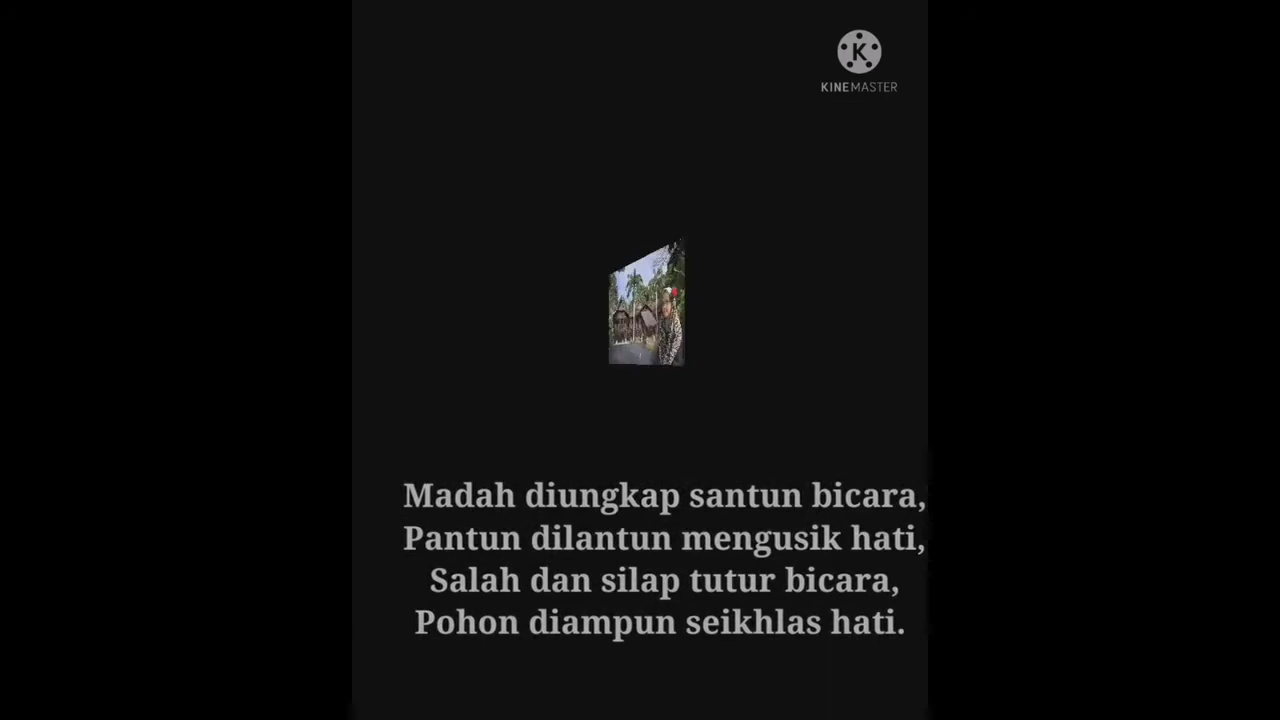 KINEMASTER
Madah diungkap santun bicara,
Pantun dilantun mengusik hati,
Salah dan silap tutur bicara,
Pohon diampun seikhlas hati.